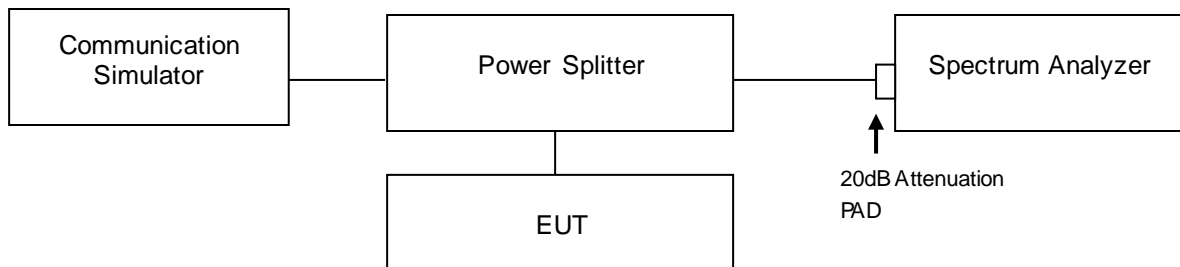 Communication
Simulator
Power Splitter
Spectrum Analyzer
20dB Attenuation
PAD
EUT